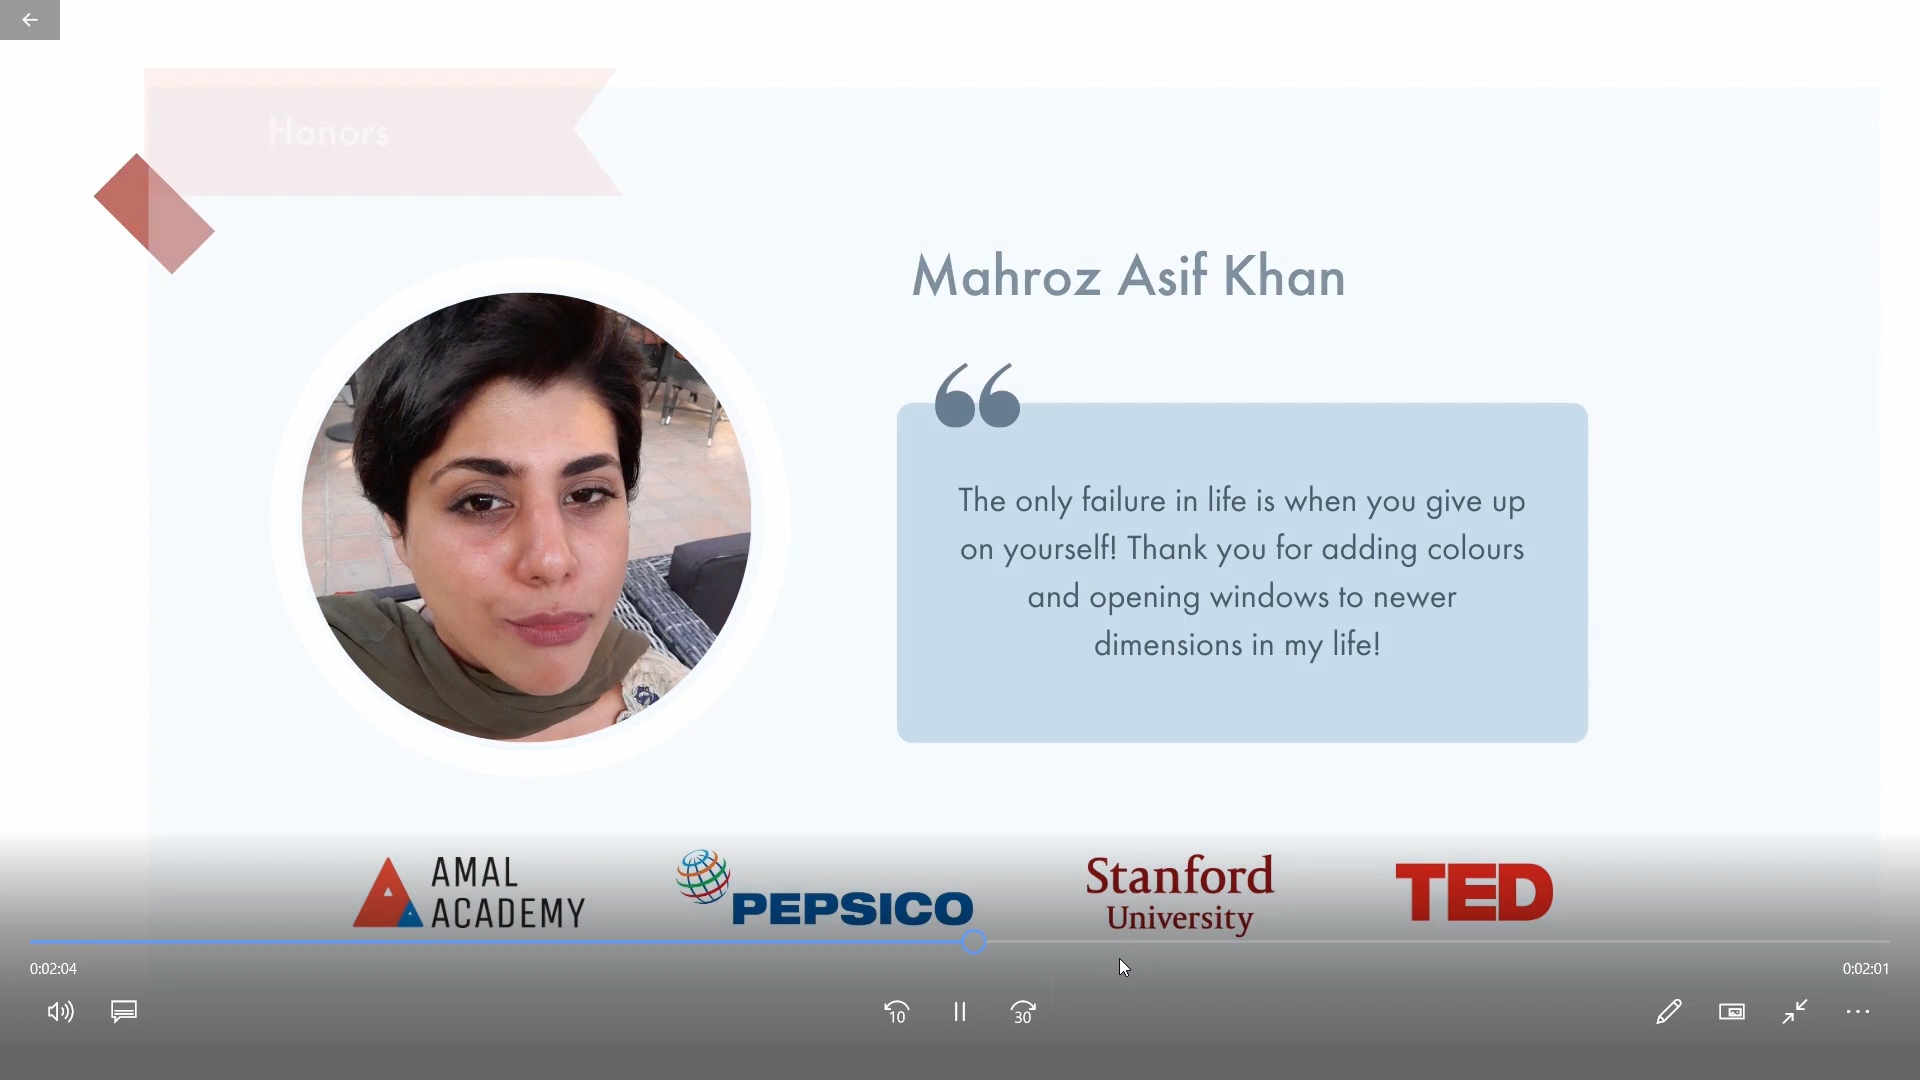 Honors
Mahroz Asif Khan
The only failure in life is when you give up
on yourself! Thank you for adding colours
and opening windows to newer
dimensions in my life!
AMAL
ACADEMY
PEPSICO
Stanford
University
TED
0:02:04
0:02:01
10
30